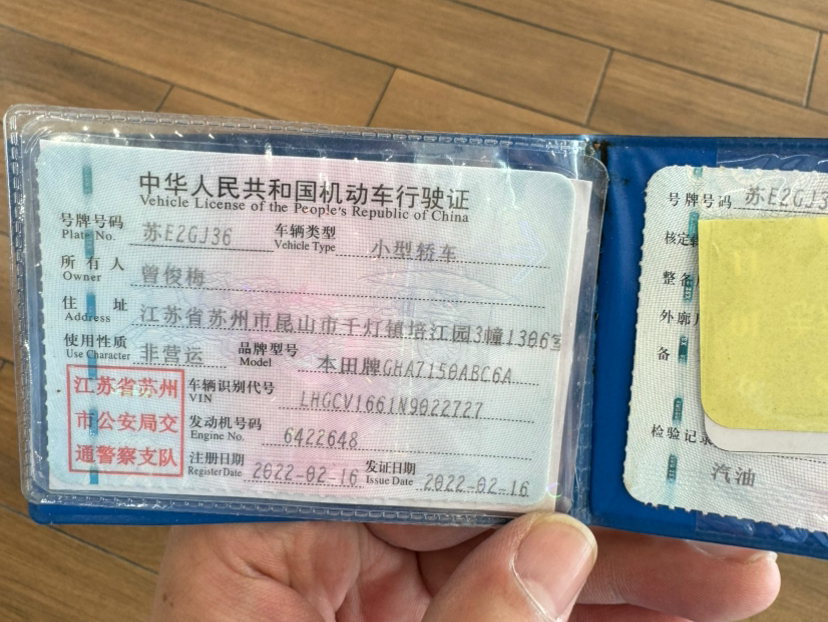 中华人民共和国机动车行驶证
Vehicle License of the People's Republic of China
号牌号码 苏E2GJ36 车辆类型 小型轿车
Plate No. Vehicle Type
所有人 曾俊梅
Owner
住址 江苏省苏州市昆山市千灯镇培江园3幢1306室
Address
使用性质 非营运 品牌型号 本田牌GHA7150ABC6A
Use Character Model
江苏省苏州
市公安局交
通警察支队
车辆识别代号 LHGCV1661N9022727
VIN
发动机号码 6422648
Engine No.
注册日期 2022-02-16 发证日期 2022-02-16
Register Date Issue Date
号牌号码 苏E2GJ3
核定
整备
外廓
备
检验记录
汽油